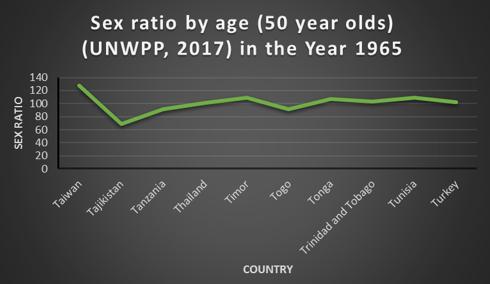 Sex ratio by age (50 year olds)
(UNWPP, 2017) in the Year 1965
SEX RATIO
140
120
100
80
60
40
20
0
Taiwan
Tajikistan
Tanzania
Thailand
Timor
Togo
Tonga
Trinidad and Tobago
Tunisia
Turkey
COUNTRY